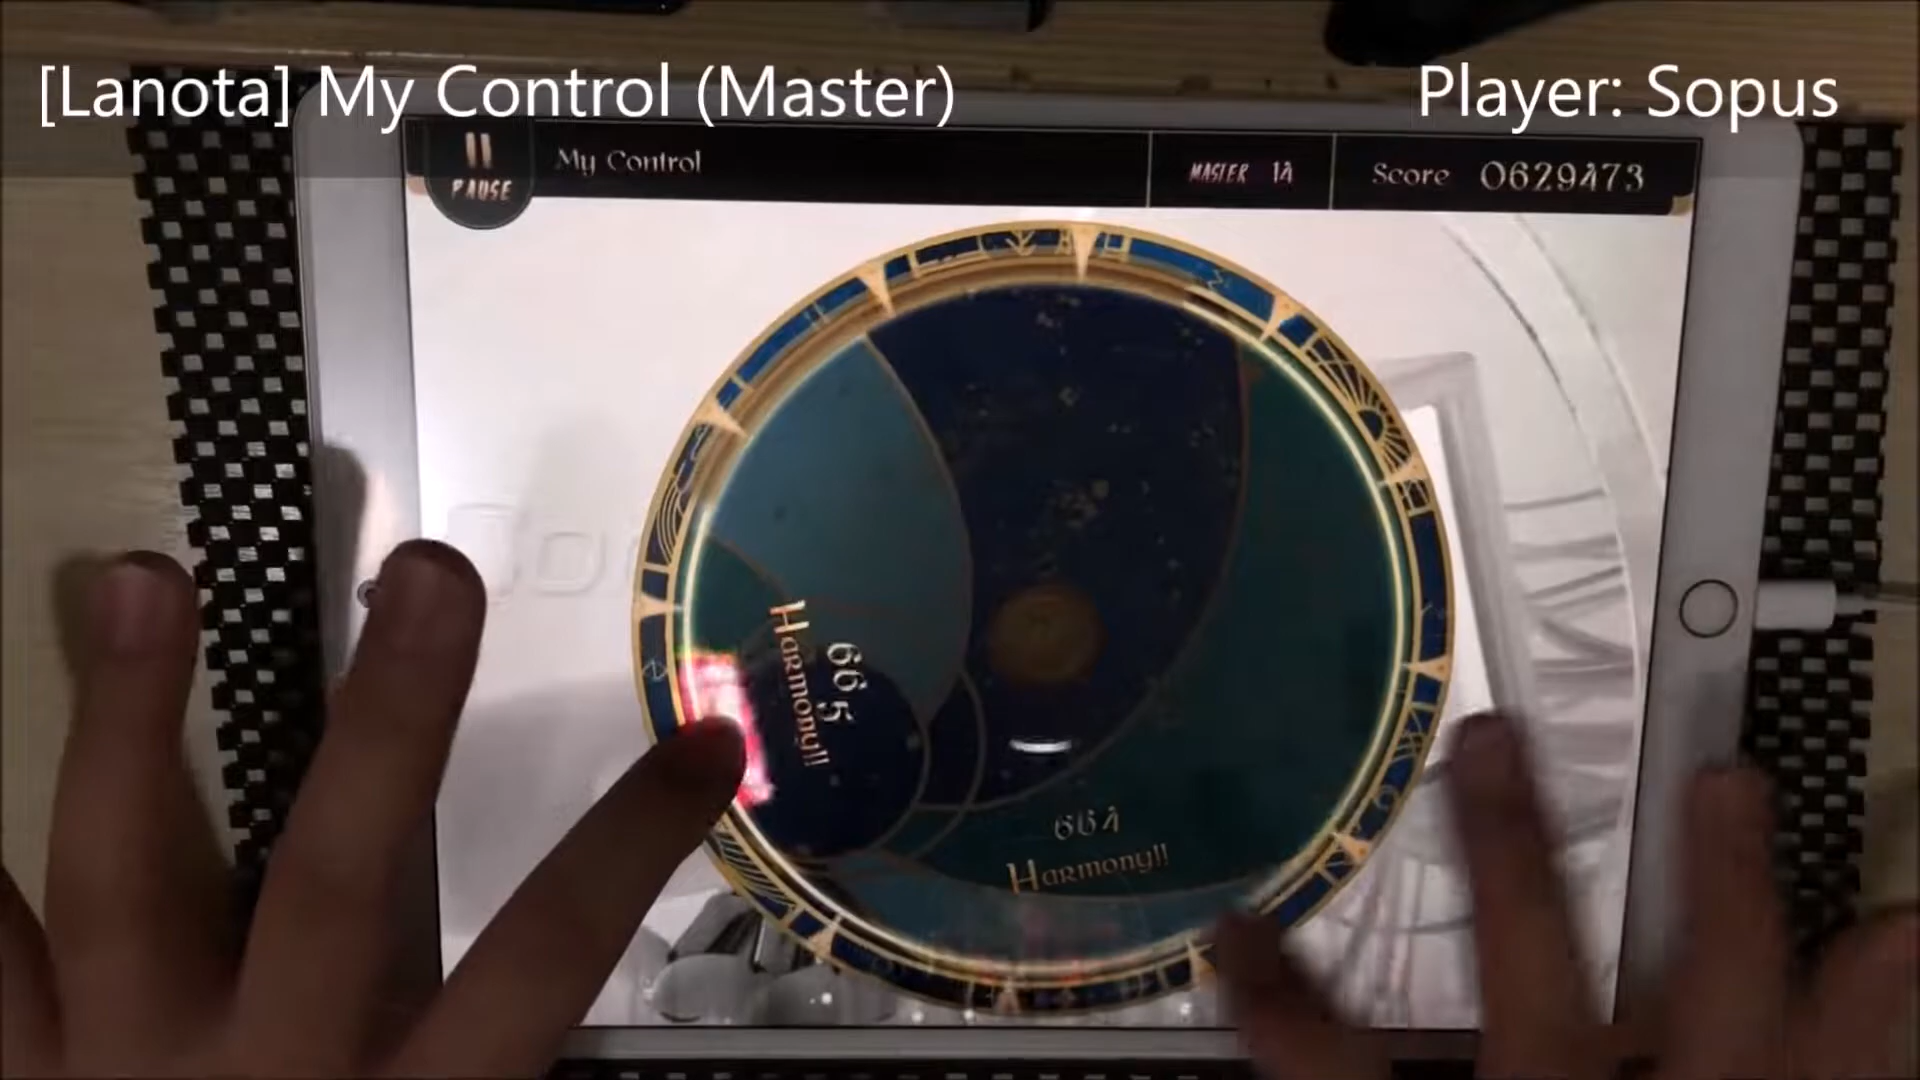 [Lanota] My Control (Master)
Player: Sopus
PAUSE
My Control
MASTER 14
Score 0629473
665
Harmony!!
664
Harmony!!